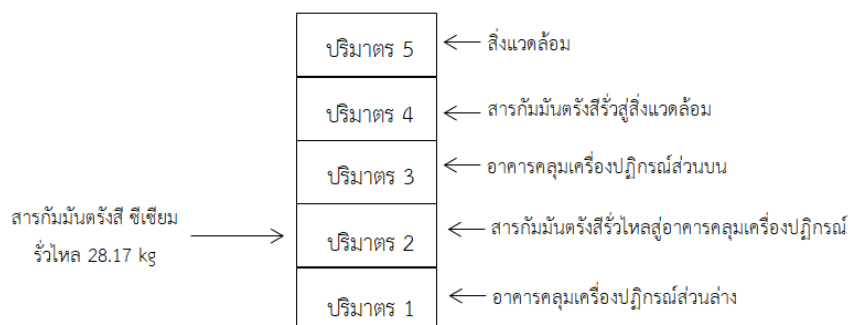 ปริมาตร 5
สิ่งแวดล้อม
ปริมาตร 4
สารกัมมันตรังสีรั่วสู่สิ่งแวดล้อม
ปริมาตร 3
อาคารคลุมเครื่องปฏิกรณ์ส่วนบน
สารกัมมันตรังสี ซีเซียม
รั่วไหล 28.17 kg
ปริมาตร 2
สารกัมมันตรังสีรั่วไหลสู่อาคารคลุมเครื่องปฏิกรณ์
ปริมาตร 1
อาคารคลุมเครื่องปฏิกรณ์ส่วนล่าง